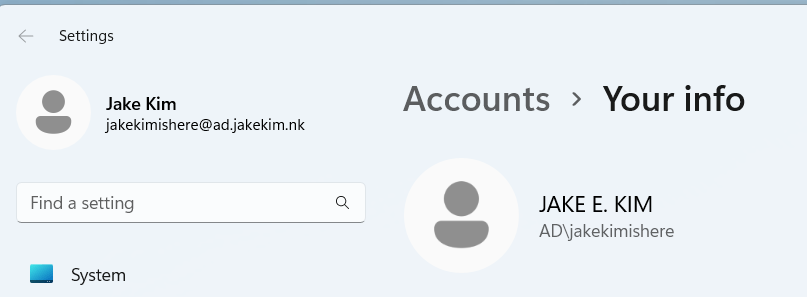 Settings
Jake Kim
jakekimishere@ad.jakekim.nk
Find a setting
System
Accounts > Your info
JAKE E. KIM
AD\jakekimishere